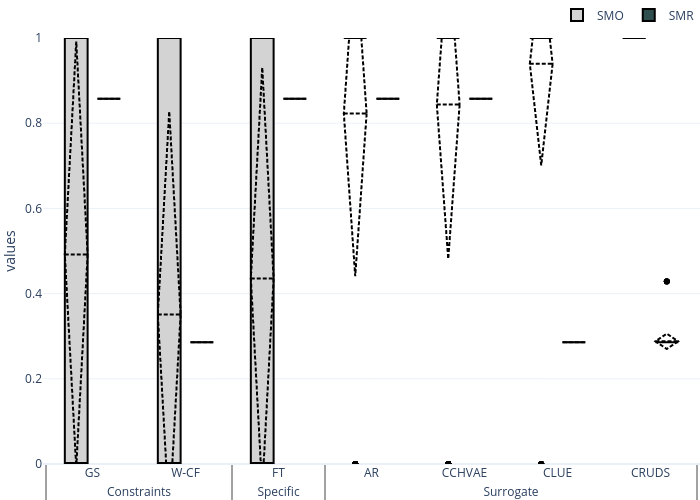 SMO SMR
1
0.8
0.6
0.4
0.2
0
values
GS W-CF FT AR CCHVAE CLUE CRUDS
Constraints Specific Surrogate